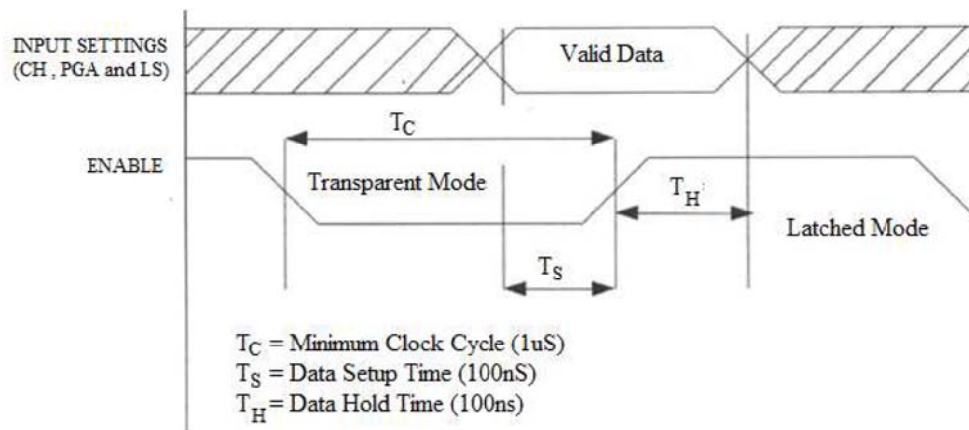 INPUT SETTINGS
(CH , PGA and LS)
Valid Data
T_C
ENABLE
Transparent Mode
T_H
Latched Mode
T_S
T_C = Minimum Clock Cycle (1uS)
T_S = Data Setup Time (100nS)
T_H = Data Hold Time (100ns)